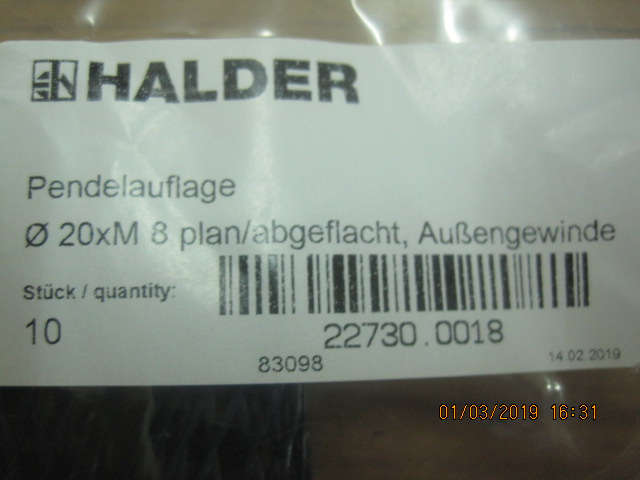 HALDER
Pendelauflage
Ø 20xM 8 plan/abgeflacht, Außengewinde
Stück / quantity:
10
22730.0018
83098
14.02.2019
01/03/2019 16:31